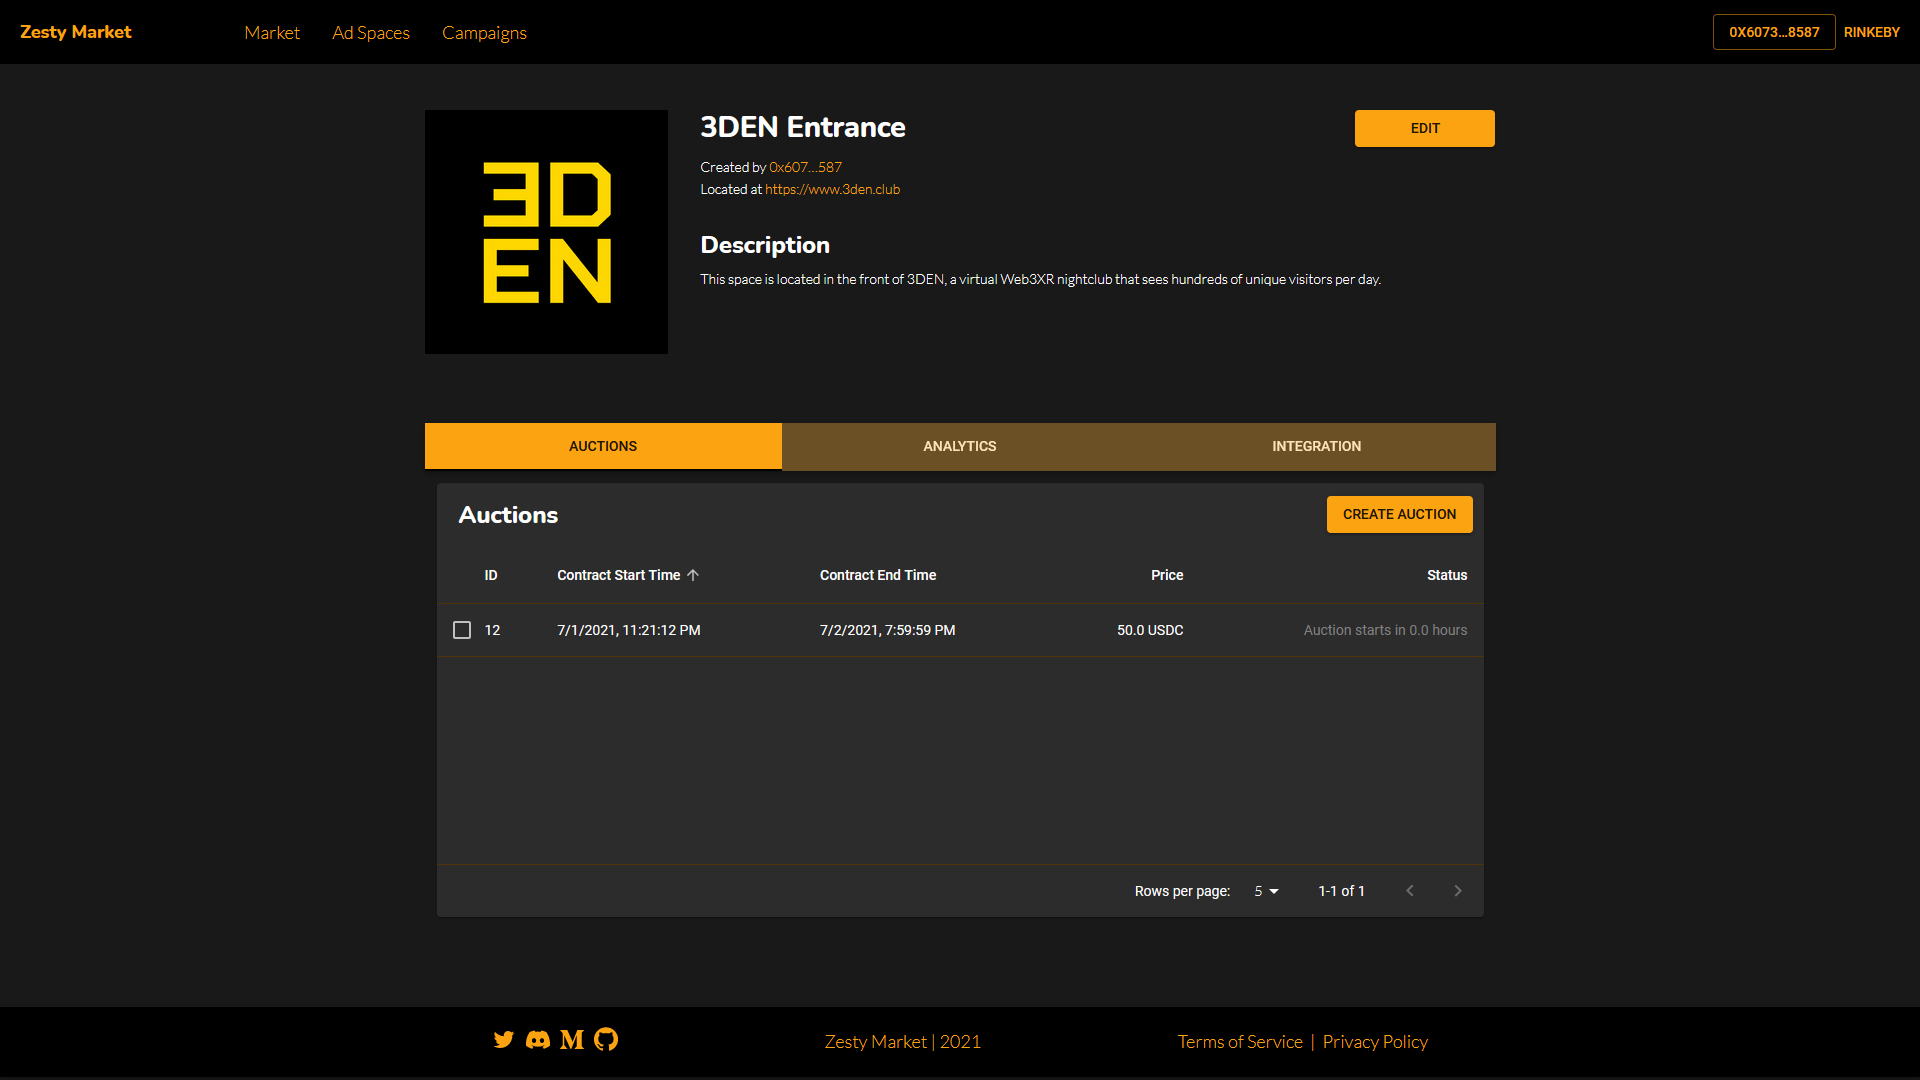 Zesty Market Market Ad Spaces Campaigns 0X6073...8587 RINKEBY
3D
EN
3DEN Entrance
EDIT
Created by 0x607...587
Located at https://www.3den.club
Description
This space is located in the front of 3DEN, a virtual Web3XR nightclub that sees hundreds of unique visitors per day.
AUCTIONS ANALYTICS INTEGRATION
Auctions CREATE AUCTION
ID Contract Start Time Contract End Time Price Status
12 7/1/2021, 11:21:12 PM 7/2/2021, 7:59:59 PM 50.0 USDC Auction starts in 0.0 hours
Rows per page: 5 1-1 of 1
Zesty Market | 2021 Terms of Service | Privacy Policy